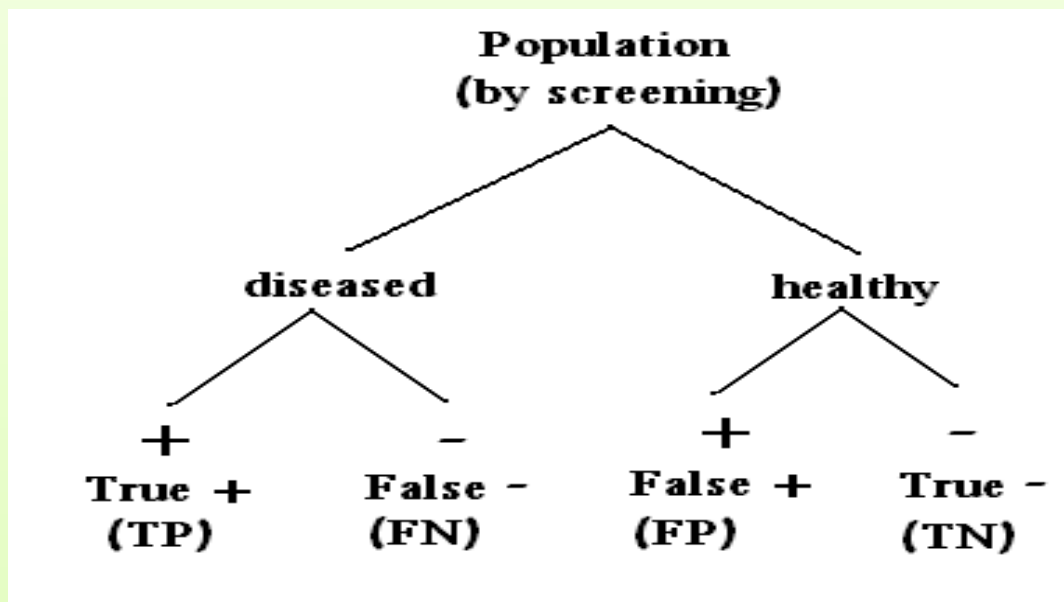 Population
(by screening)
diseased healthy
+ - + -
True + False - False + True -
(TP) (FN) (FP) (TN)